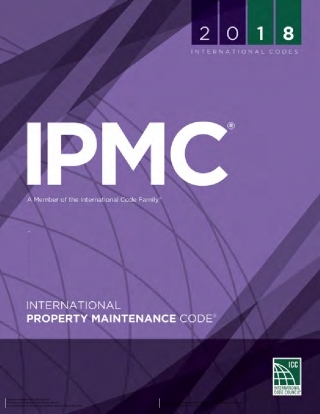 2018
INTERNATIONAL CODES
IPMC®
A Member of the International Code Family®
INTERNATIONAL
PROPERTY MAINTENANCE CODE®
ICC
INTERNATIONAL
CODE COUNCIL®